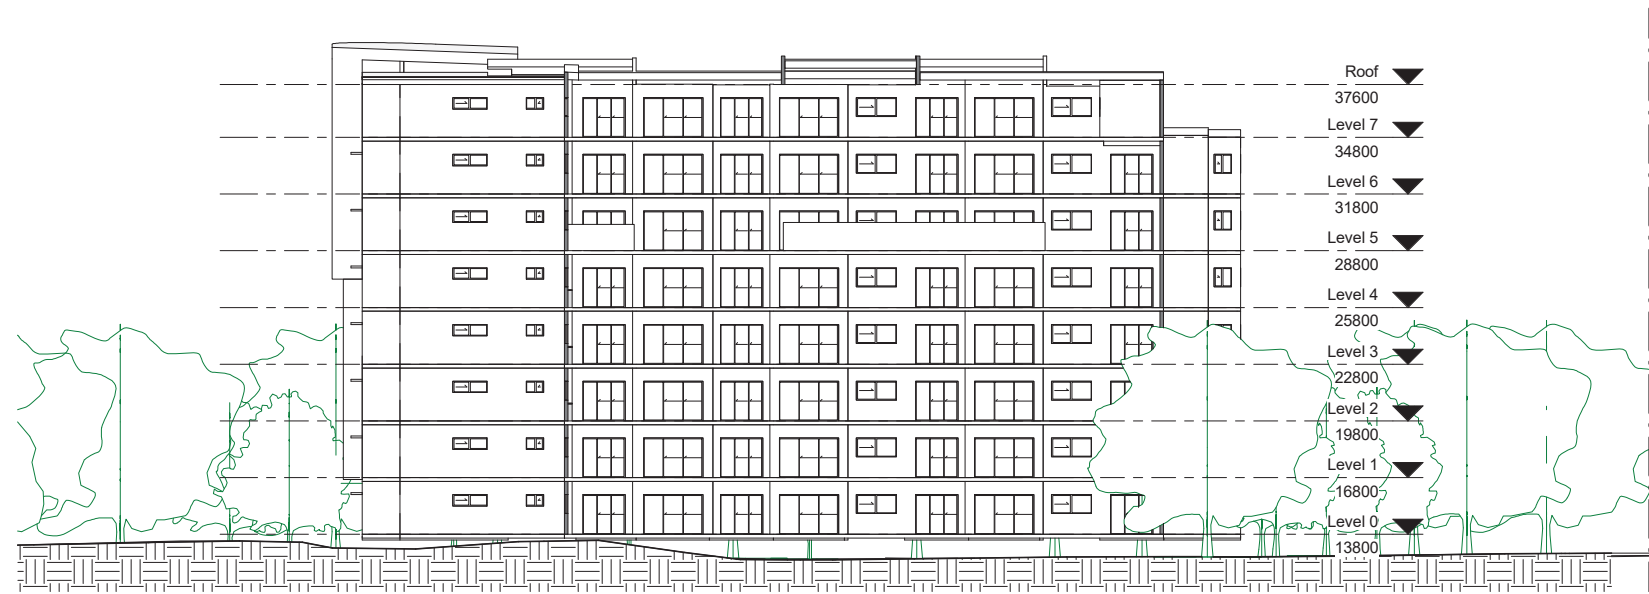 Roof
37600
Level 7
34800
Level 6
31800
Level 5
28800
Level 4
25800
Level 3
22800
Level 2
19800
Level 1
16800
Level 0
13800